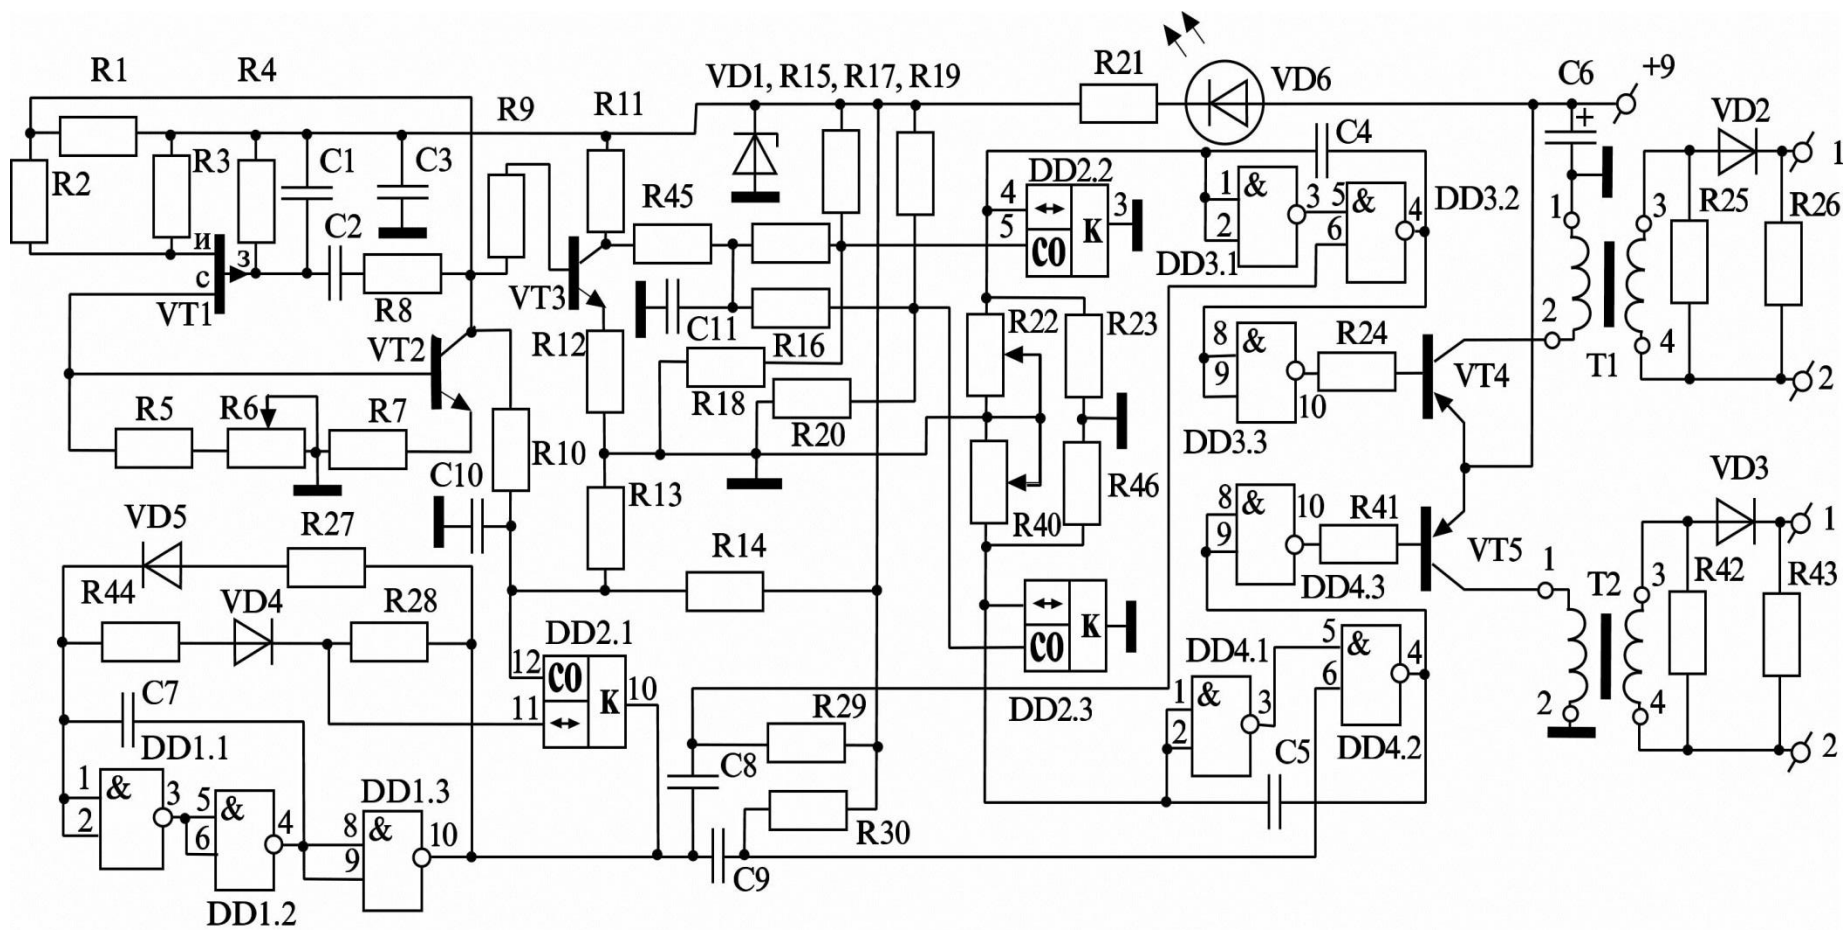 R1
R4
VD1, R15, R17, R19
R21
VD6
C6
+9
R9
R11
VD2
+
1
R2
R3
C1
C3
R45
DD2.2
C4
DD3.2
R25
R26
4
5
↔
СО
К
3
1
2
&
3
5
6
&
4
DD3.1
1
3
И
С
З
C2
VT1
R8
VT3
C11
R16
R22
R23
8
9
&
10
R24
VT4
2
T1
4
2
VT2
R12
R18
R20
DD3.3
R5
R6
R7
R10
R13
C10
R40
R46
8
9
&
10
R41
DD4.3
VT5
VD3
1
VD5
R27
R14
1
T2
3
R42
R43
R44
VD4
R28
DD2.1
12
11
СО
↔
К
10
↔
СО
К
DD2.3
DD4.1
1
2
&
3
5
6
&
4
DD4.2
2
4
2
C7
DD1.1
R29
C8
C5
1
2
&
3
5
6
&
4
DD1.3
8
9
&
10
R30
C9
DD1.2